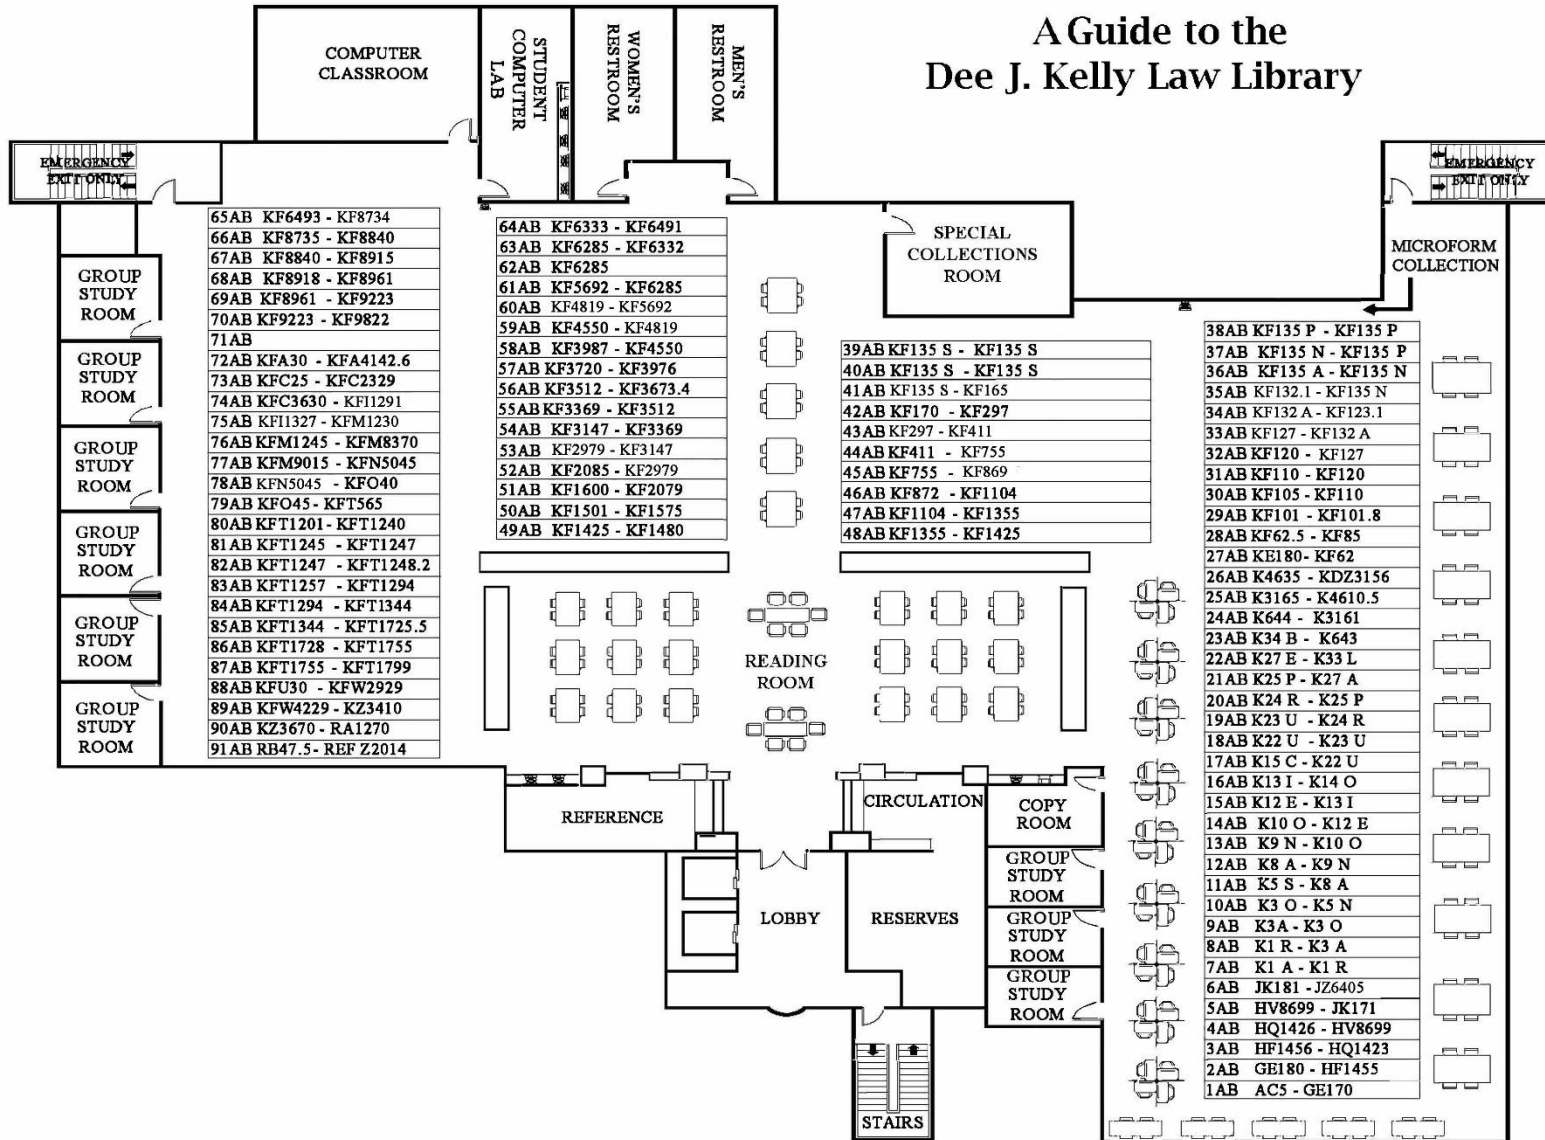 A Guide to the
Dee J. Kelly Law Library
COMPUTER
CLASSROOM
STUDENT
COMPUTER
LAB
WOMEN'S
RESTROOM
MEN'S
RESTROOM
EMERGENCY
EXIT ONLY
EMERGENCY
EXIT ONLY
SPECIAL
COLLECTIONS
ROOM
MICROFORM
COLLECTION
GROUP
STUDY
ROOM
GROUP
STUDY
ROOM
GROUP
STUDY
ROOM
GROUP
STUDY
ROOM
GROUP
STUDY
ROOM
GROUP
STUDY
ROOM
65AB KF6493 - KF8734
66AB KF8735 - KF8840
67AB KF8840 - KF8915
68AB KF8918 - KF8961
69AB KF8961 - KF9223
70AB KF9223 - KF9822
71AB
72AB KFA30 - KFA4142.6
73AB KFC25 - KFC2329
74AB KFC3630 - KFI1291
75AB KFI1327 - KFM1230
76AB KFM1245 - KFM8370
77AB KFM9015 - KFN5045
78AB KFN5045 - KFO40
79AB KFO45 - KFT565
80AB KFT1201 - KFT1240
81AB KFT1245 - KFT1247
82AB KFT1247 - KFT1248.2
83AB KFT1257 - KFT1294
84AB KFT1294 - KFT1344
85AB KFT1344 - KFT1725.5
86AB KFT1728 - KFT1755
87AB KFT1755 - KFT1799
88AB KFU30 - KFW2929
89AB KFW4229 - KZ3410
90AB KZ3670 - RA1270
91AB RB47.5 - REF Z2014
64AB KF6333 - KF6491
63AB KF6285 - KF6332
62AB KF6285
61AB KF5692 - KF6285
60AB KF4819 - KF5692
59AB KF4550 - KF4819
58AB KF3987 - KF4550
57AB KF3720 - KF3976
56AB KF3512 - KF3673.4
55AB KF3369 - KF3512
54AB KF3147 - KF3369
53AB KF2979 - KF3147
52AB KF2085 - KF2979
51AB KF1600 - KF2079
50AB KF1501 - KF1575
49AB KF1425 - KF1480
39AB KF135 S - KF135 S
40AB KF135 S - KF135 S
41AB KF135 S - KF165
42AB KF170 - KF297
43AB KF297 - KF411
44AB KF411 - KF755
45AB KF755 - KF869
46AB KF872 - KF1104
47AB KF1104 - KF1355
48AB KF1355 - KF1425
38AB KF135 P - KF135 P
37AB KF135 N - KF135 P
36AB KF135 A - KF135 N
35AB KF132.1 - KF135 N
34AB KF132 A - KF123.1
33AB KF127 - KF132 A
32AB KF120 - KF127
31AB KF110 - KF120
30AB KF105 - KF110
29AB KF101 - KF101.8
28AB KF62.5 - KF85
27AB KE180- KF62
26AB K4635 - KDZ3156
25AB K3165 - K4610.5
24AB K644 - K3161
23AB K34 B - K643
22AB K27 E - K33 L
21AB K25 P - K27 A
20AB K24 R - K25 P
19AB K23 U - K24 R
18AB K22 U - K23 U
17AB K15 C - K22 U
16AB K13 I - K14 O
15AB K12 E - K13 I
14AB K10 O - K12 E
13AB K9 N - K10 O
12AB K8 A - K9 N
11AB K5 S - K8 A
10AB K3 O - K5 N
9AB K3A - K3 O
8AB K1 R - K3 A
7AB K1 A - K1 R
6AB JK181 - JZ6405
5AB HV8699 - JK171
4AB HQ1426 - HV8699
3AB HF1456 - HQ1423
2AB GE180 - HF1455
1AB AC5 - GE170
READING
ROOM
REFERENCE
CIRCULATION
COPY
ROOM
LOBBY
RESERVES
GROUP
STUDY
ROOM
GROUP
STUDY
ROOM
GROUP
STUDY
ROOM
STAIRS